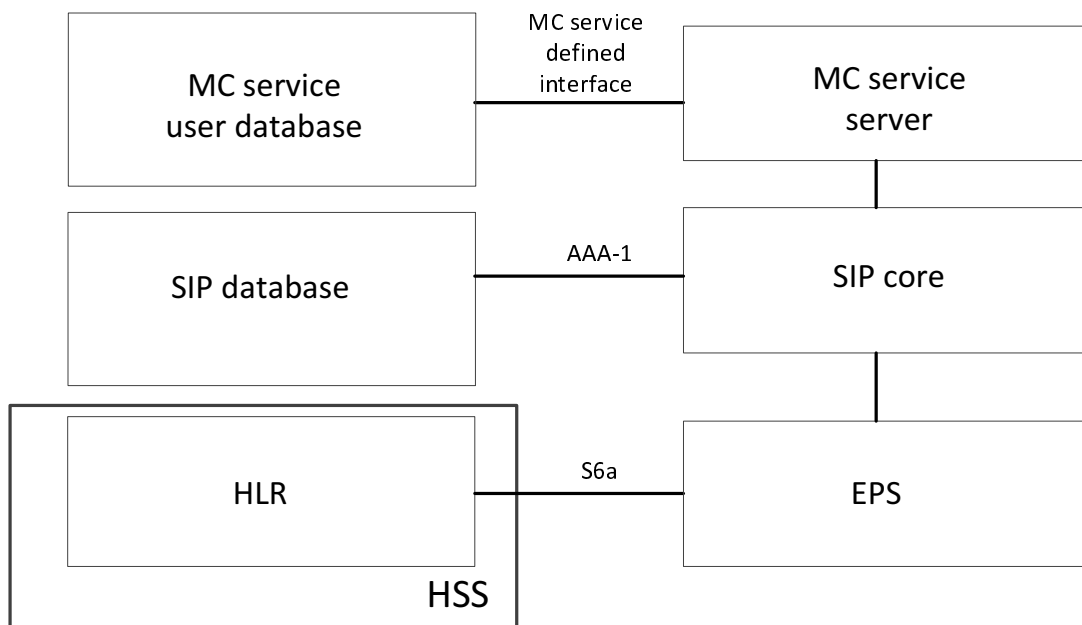 MC service
user database
MC service
defined
interface
MC service
server
SIP database
AAA-1
SIP core
HLR
S6a
EPS
HSS